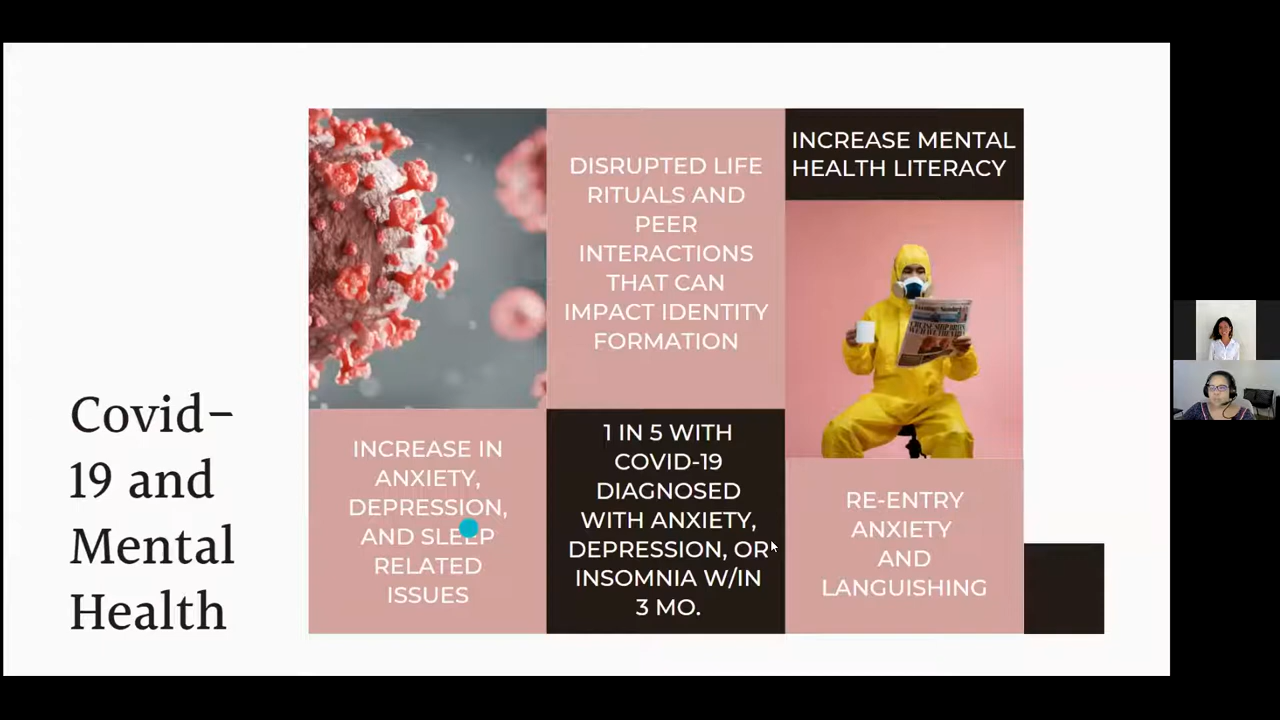 Covid-
19 and
Mental
Health
DISRUPTED LIFE
RITUALS AND
PEER
INTERACTIONS
THAT CAN
IMPACT IDENTITY
FORMATION
INCREASE MENTAL
HEALTH LITERACY
INCREASE IN
ANXIETY,
DEPRESSION,
AND SLEEP
RELATED
ISSUES
1 IN 5 WITH
COVID-19
DIAGNOSED
WITH ANXIETY,
DEPRESSION, OR
INSOMNIA W/IN
3 MO.
RE-ENTRY
ANXIETY
AND
LANGUISHING